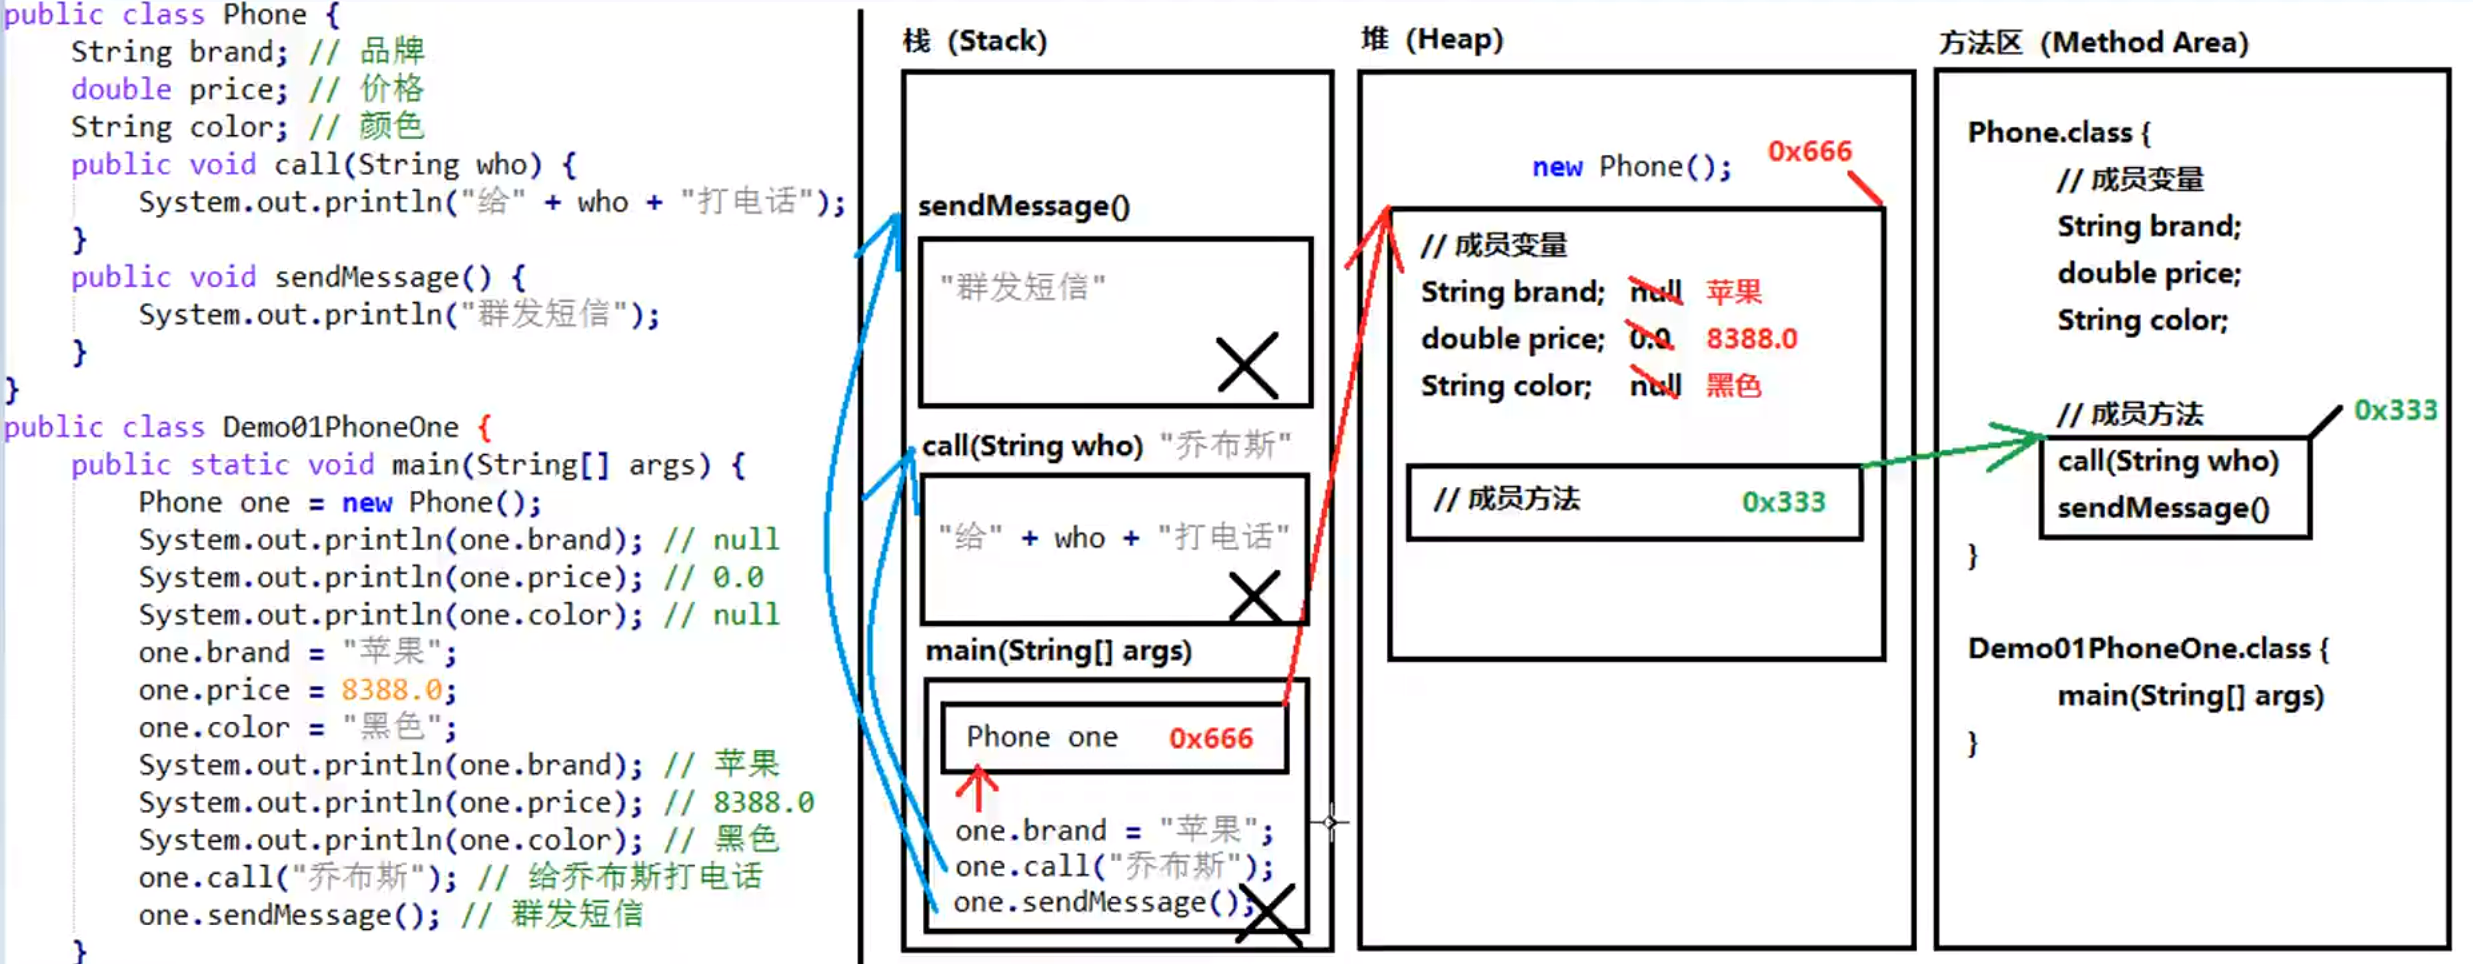 public class Phone {
String brand; // 品牌
double price; // 价格
String color; // 颜色
public void call(String who) {
System.out.println("给" + who + "打电话");
}
public void sendMessage() {
System.out.println("群发短信");
}
}
public class Demo01PhoneOne {
public static void main(String[] args) {
Phone one = new Phone();
System.out.println(one.brand); // null
System.out.println(one.price); // 0.0
System.out.println(one.color); // null
one.brand = "苹果";
one.price = 8388.0;
one.color = "黑色";
System.out.println(one.brand); // 苹果
System.out.println(one.price); // 8388.0
System.out.println(one.color); // 黑色
one.call("乔布斯"); // 给乔布斯打电话
one.sendMessage(); // 群发短信
}
栈 (Stack)
sendMessage()
"群发短信"
call(String who) "乔布斯"
"给" + who + "打电话"
main(String[] args)
Phone one 0x666
one.brand = "苹果";
one.call("乔布斯");
one.sendMessage();
堆 (Heap)
new Phone(); 0x666
// 成员变量
String brand; null 苹果
double price; 0.0 8388.0
String color; null 黑色
// 成员方法 0x333
方法区 (Method Area)
Phone.class {
// 成员变量
String brand;
double price;
String color;
// 成员方法 0x333
call(String who)
sendMessage()
}
Demo01PhoneOne.class {
main(String[] args)
}